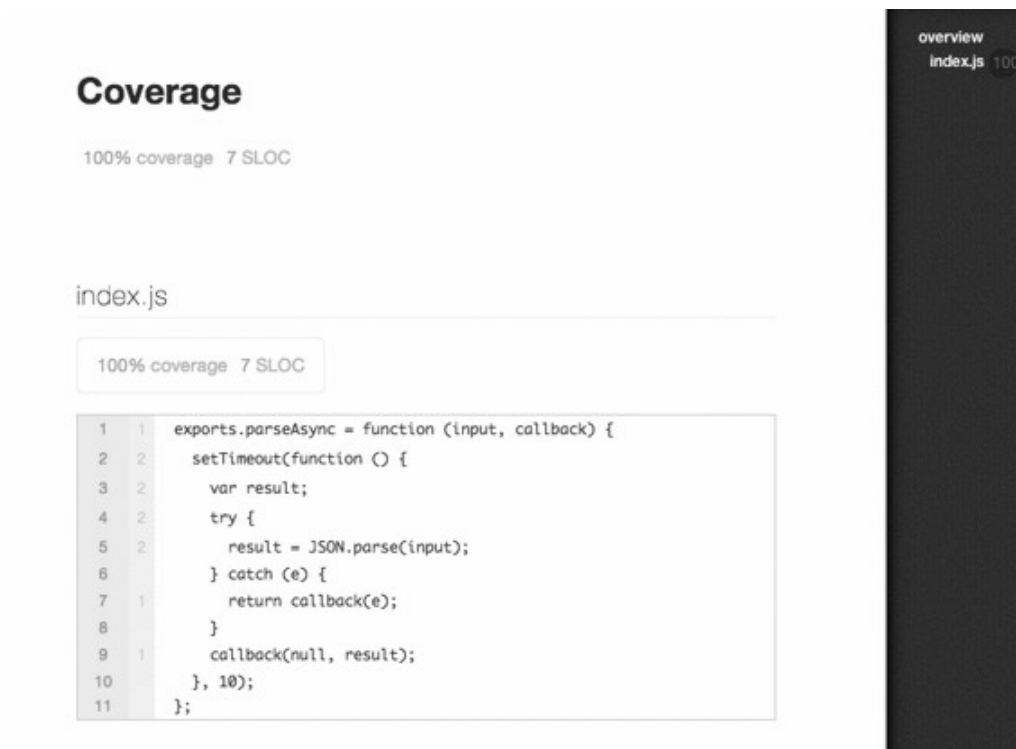 overview
index.js 100
Coverage
100% coverage 7 SLOC
index.js
100% coverage 7 SLOC
1 1 exports.parseAsync = function (input, callback) {
2 2 setTimeout(function () {
3 2 var result;
4 2 try {
5 2 result = JSON.parse(input);
6 } catch (e) {
7 1 return callback(e);
8 }
9 1 callback(null, result);
10 }, 10);
11 };